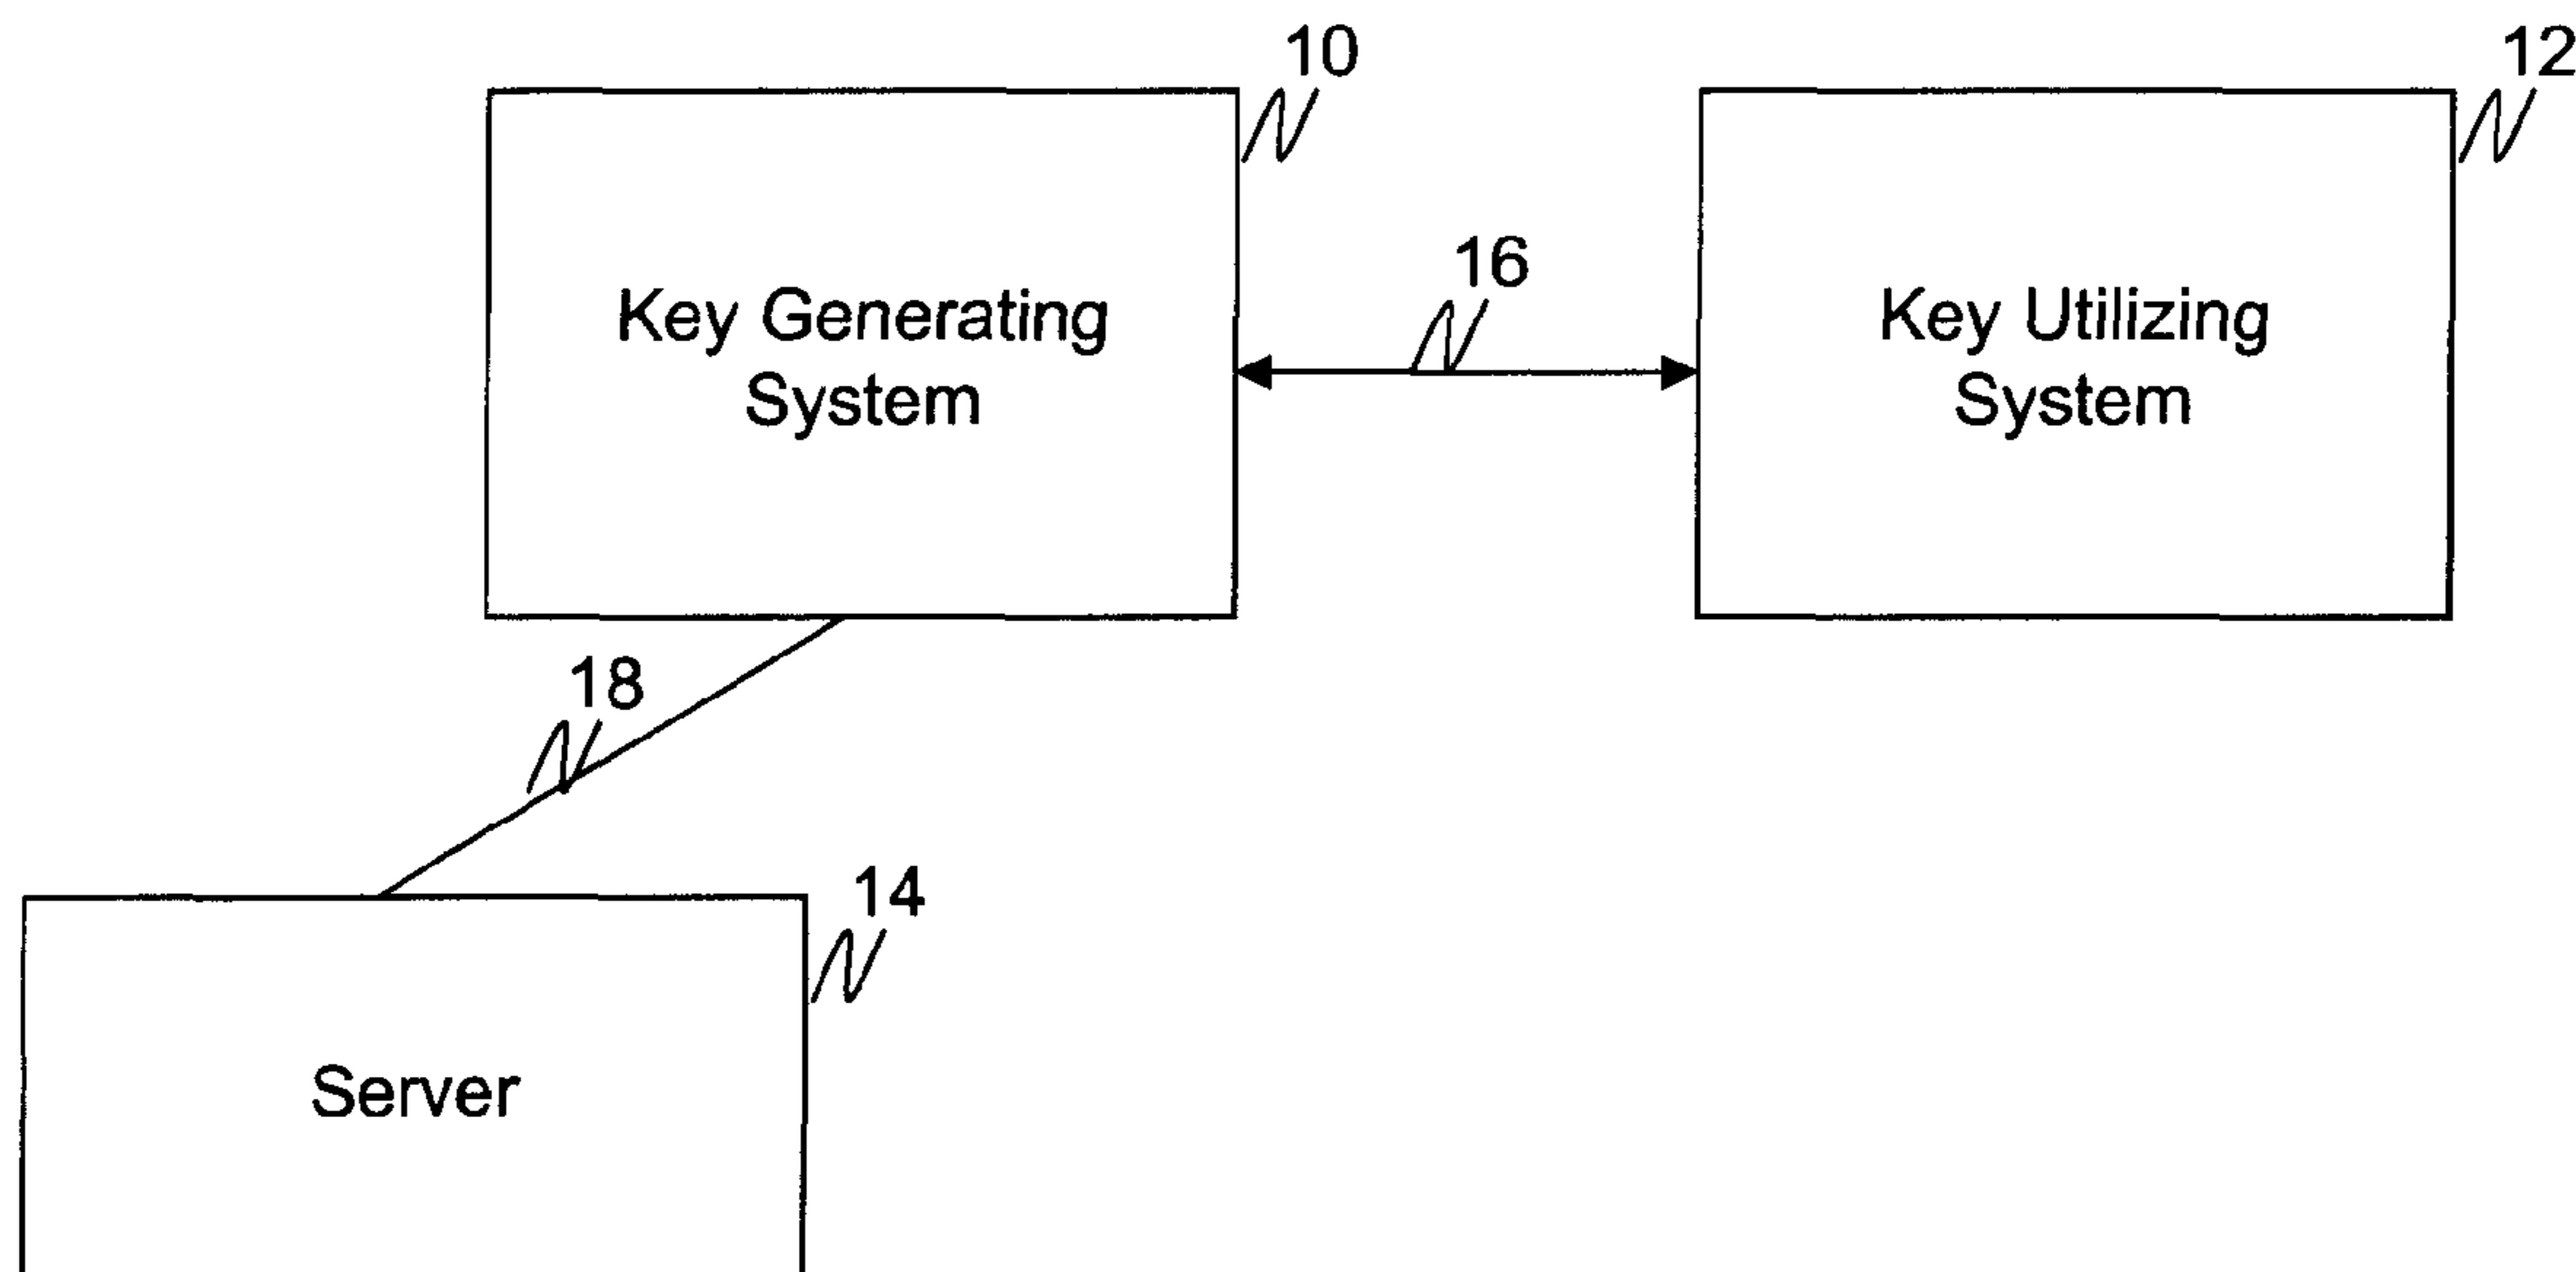 10
12
16
Key Generating
System
Key Utilizing
System
18
14
Server